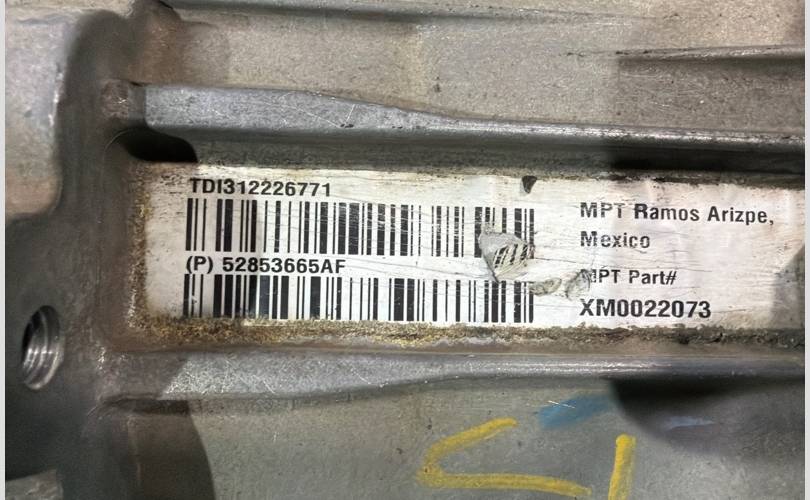 TDI312226771
(P) 52853665AF
MPT Ramos Arizpe,
Mexico
MPT Part#
XM0022073